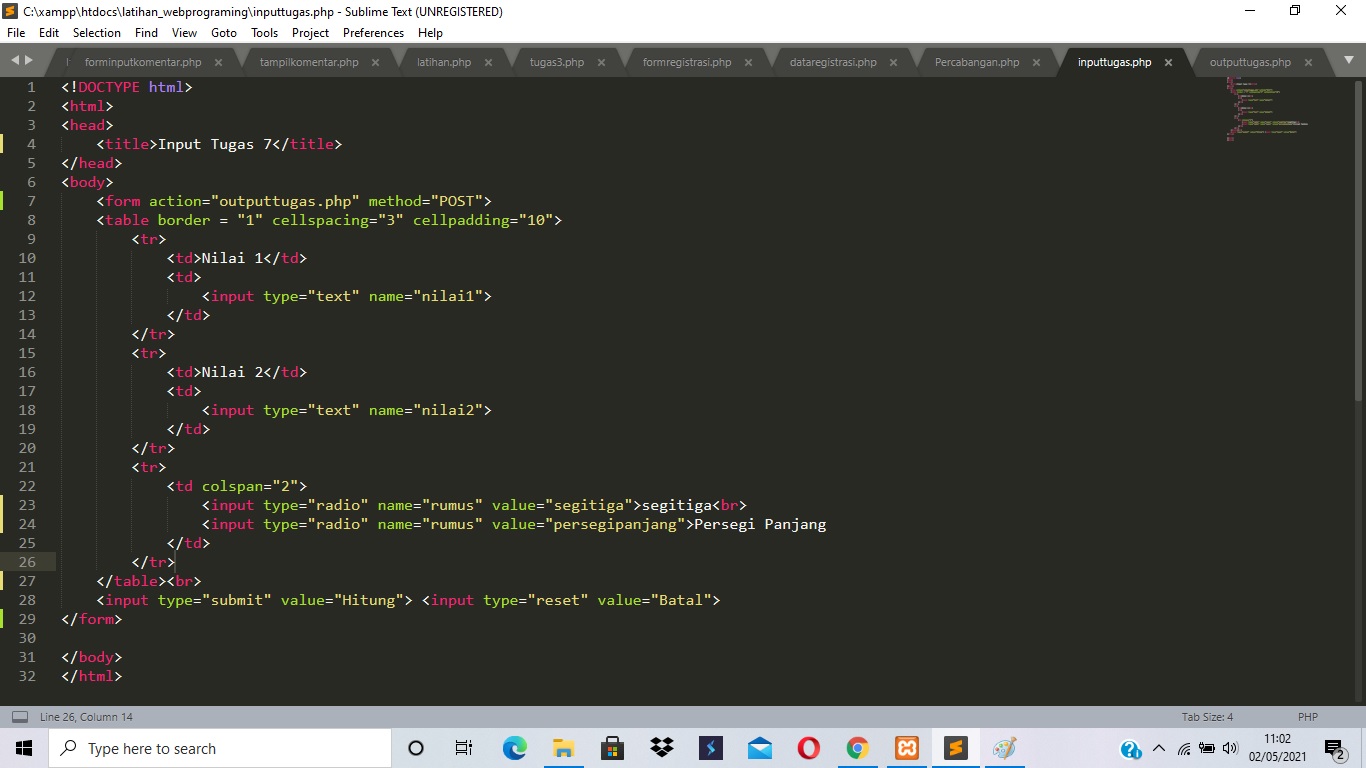 C:\xampp\htdocs\latihan_webprograming\inputtugas.php - Sublime Text (UNREGISTERED)
File Edit Selection Find View Goto Tools Project Preferences Help
forminputkomentar.php × tampilkomentar.php × latihan.php × tugas3.php × formregistrasi.php × dataregistrasi.php × Percabangan.php × inputtugas.php × outputtugas.php ×
1 <!DOCTYPE html>
2 <html>
3 <head>
4 <title>Input Tugas 7</title>
5 </head>
6 <body>
7 <form action="outputtugas.php" method="POST">
8 <table border = "1" cellspacing="3" cellpadding="10">
9 <tr>
10 <td>Nilai 1</td>
11 <td>
12 <input type="text" name="nilai1">
13 </td>
14 </tr>
15 <tr>
16 <td>Nilai 2</td>
17 <td>
18 <input type="text" name="nilai2">
19 </td>
20 </tr>
21 <tr>
22 <td colspan="2">
23 <input type="radio" name="rumus" value="segitiga">segitiga<br>
24 <input type="radio" name="rumus" value="persegipanjang">Persegi Panjang
25 </td>
26 </tr>
27 </table><br>
28 <input type="submit" value="Hitung"> <input type="reset" value="Batal">
29 </form>
30
31 </body>
32 </html>
Line 26, Column 14 Tab Size: 4 PHP
Type here to search
11:02
02/05/2021
2